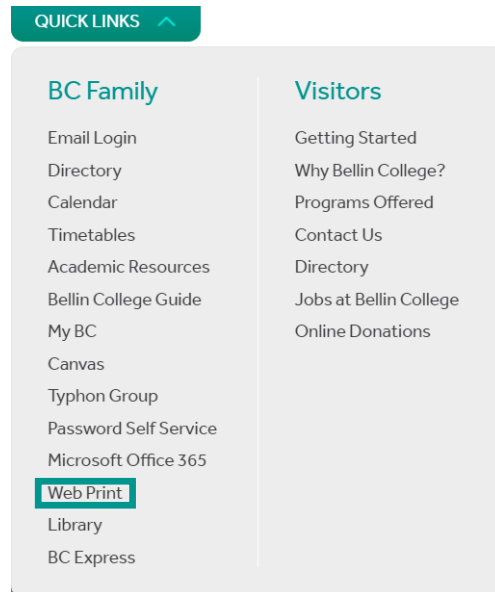 QUICK LINKS
BC Family
Email Login
Directory
Calendar
Timetables
Academic Resources
Bellin College Guide
My BC
Canvas
Typhon Group
Password Self Service
Microsoft Office 365
Web Print
Library
BC Express
Visitors
Getting Started
Why Bellin College?
Programs Offered
Contact Us
Directory
Jobs at Bellin College
Online Donations